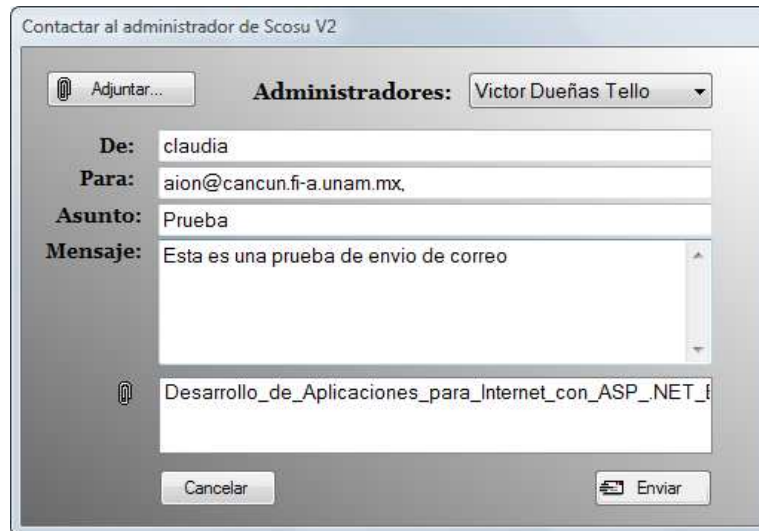 Contactar al administrador de Scosu V2
Adjuntar... Administradores: Victor Dueñas Tello
De: claudia
Para: aion@cancun.fi-a.unam.mx,
Asunto: Prueba
Mensaje: Esta es una prueba de envio de correo
Desarrollo_de_Aplicaciones_para_Internet_con_ASP_.NET_E
Cancelar Enviar